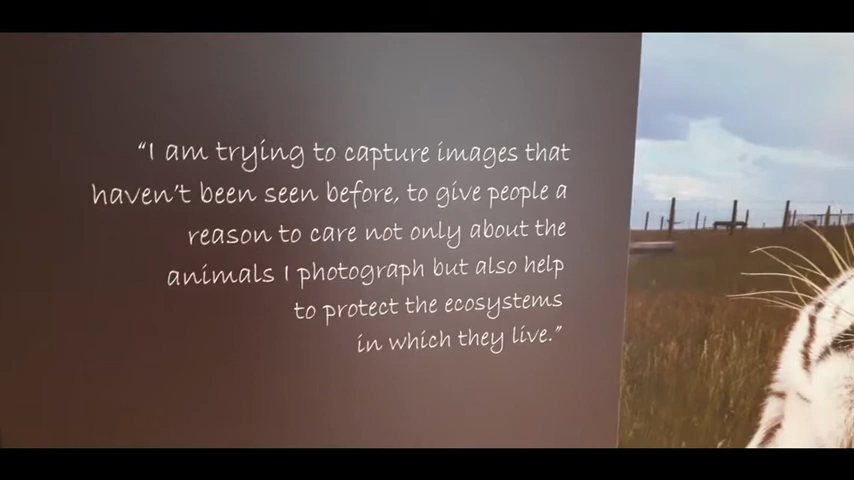 “I am trying to capture images that
haven’t been seen before, to give people a
reason to care not only about the
animals I photograph but also help
to protect the ecosystems
in which they live.”